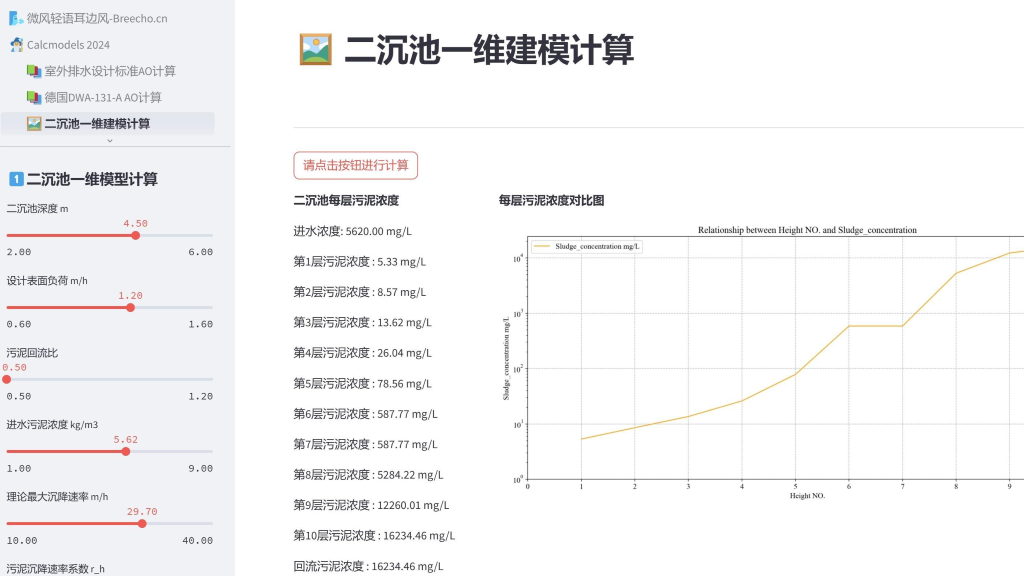 微风轻语耳边风-Breecho.cn
Calcmodels 2024
室外排水设计标准AO计算
德国DWA-131-A AO计算
二沉池一维建模计算
1 二沉池一维模型计算
二沉池深度 m
4.50
2.00 6.00
设计表面负荷 m/h
1.20
0.60 1.60
污泥回流比
0.50
0.50 1.20
进水污泥浓度 kg/m3
5.62
1.00 9.00
理论最大沉降速率 m/h
29.70
10.00 40.00
污泥沉降速率系数 r_h
二沉池一维建模计算
请点击按钮进行计算
二沉池每层污泥浓度
进水浓度: 5620.00 mg/L
第1层污泥浓度 : 5.33 mg/L
第2层污泥浓度 : 8.57 mg/L
第3层污泥浓度 : 13.62 mg/L
第4层污泥浓度 : 26.04 mg/L
第5层污泥浓度 : 78.56 mg/L
第6层污泥浓度 : 587.77 mg/L
第7层污泥浓度 : 587.77 mg/L
第8层污泥浓度 : 5284.22 mg/L
第9层污泥浓度 : 12260.01 mg/L
第10层污泥浓度 : 16234.46 mg/L
回流污泥浓度 : 16234.46 mg/L
每层污泥浓度对比图
Relationship between Height NO. and Sludge_concentration
Sludge_concentration mg/L
10⁴
10³
10²
10¹
10⁰
Sludge_concentration mg/L
0 1 2 3 4 5 6 7 8 9
Height NO.